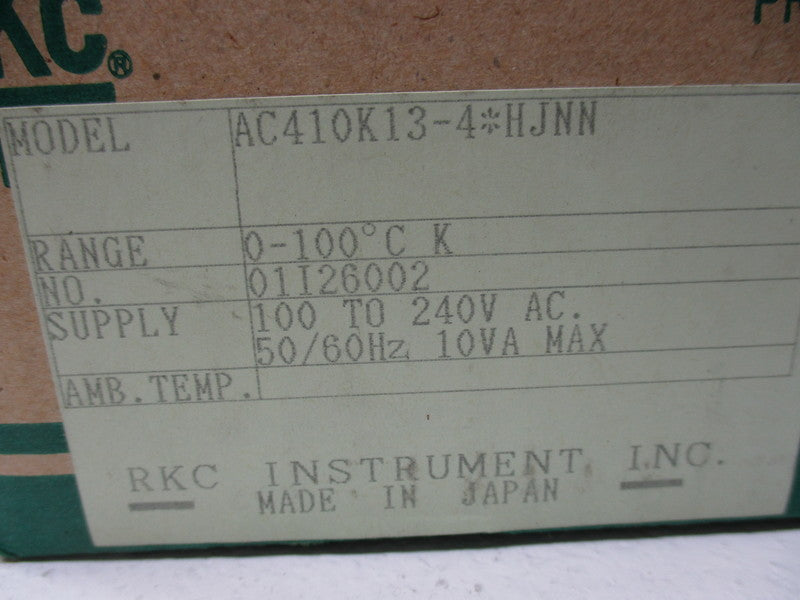 KC®
MODEL AC410K13-4*HJNN
RANGE 0-100°C K
NO. 01I26002
SUPPLY 100 TO 240V AC.
50/60Hz 10VA MAX
AMB.TEMP.
RKC INSTRUMENT INC.
MADE IN JAPAN